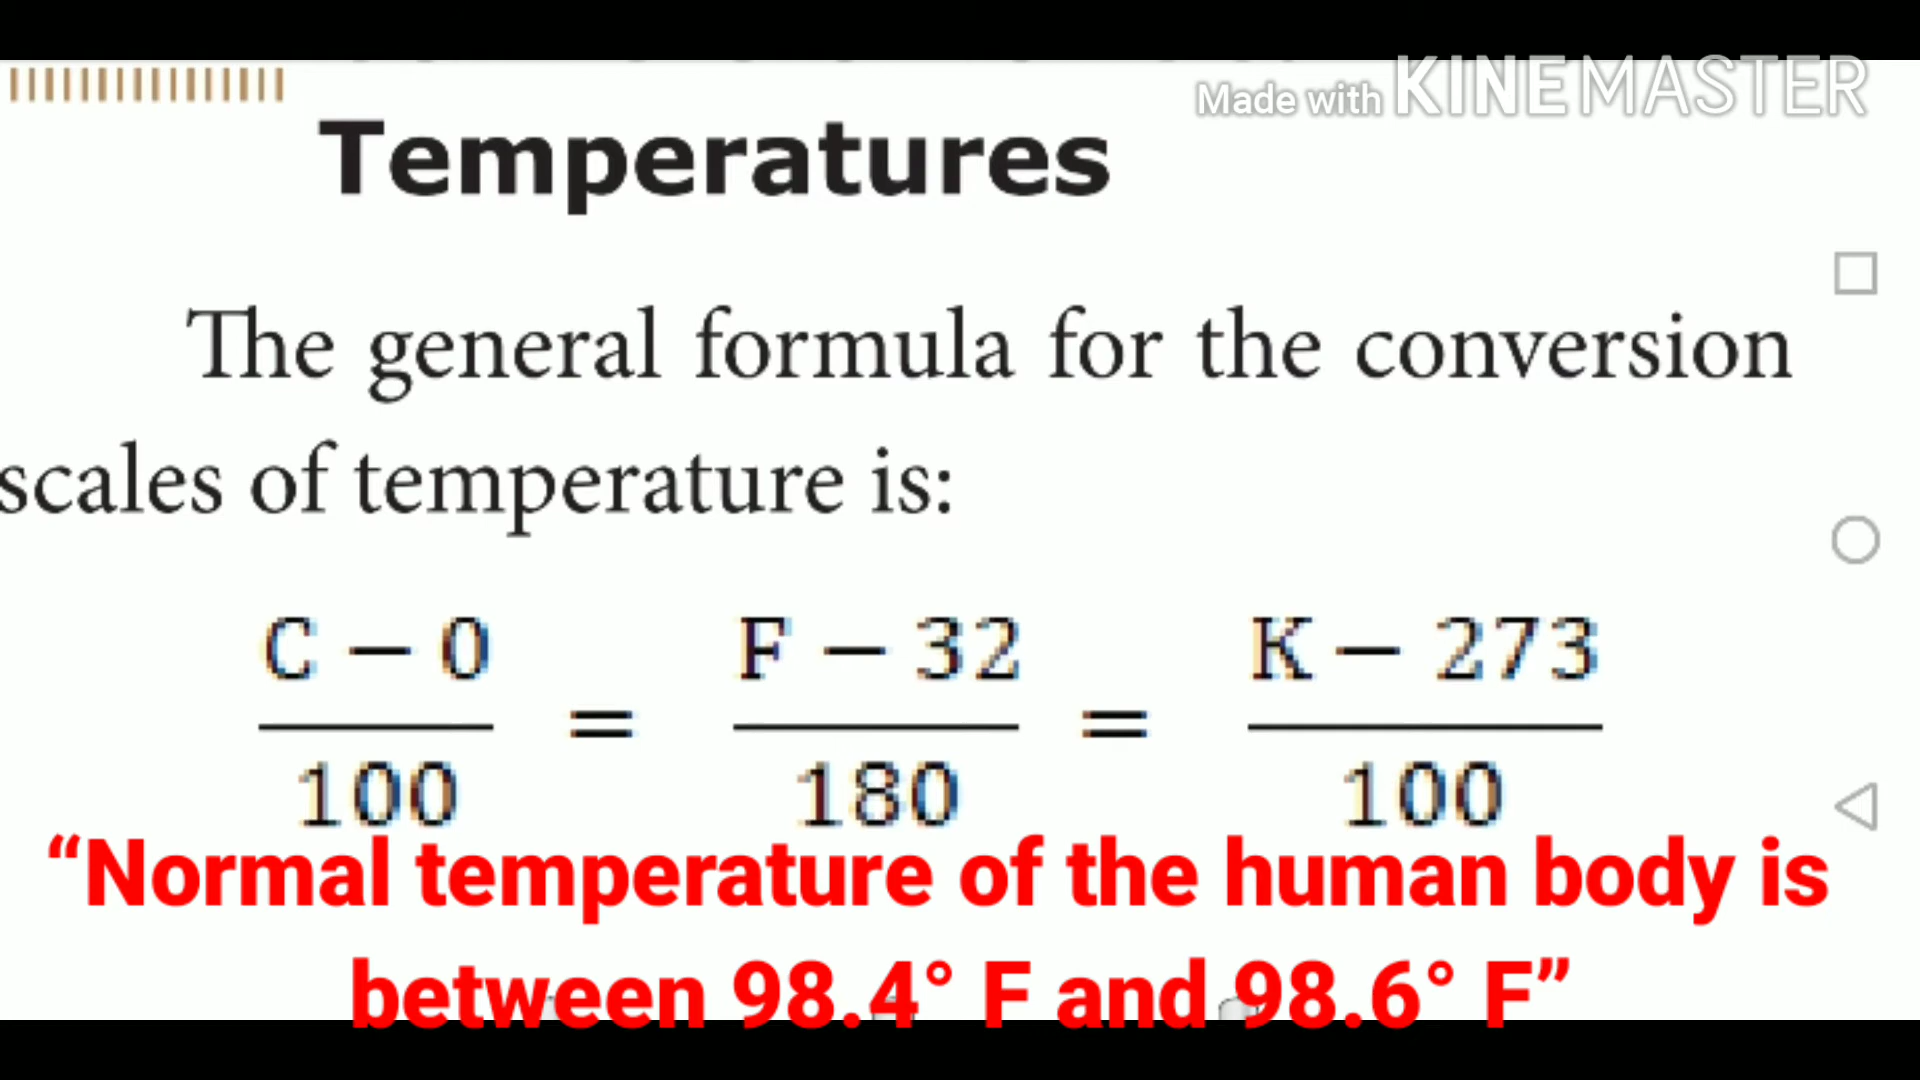 Made with KINEMASTER
Temperatures
The general formula for the conversion
scales of temperature is:
C – 0 / 100 = F – 32 / 180 = K – 273 / 100
“Normal temperature of the human body is
between 98.4° F and 98.6° F”